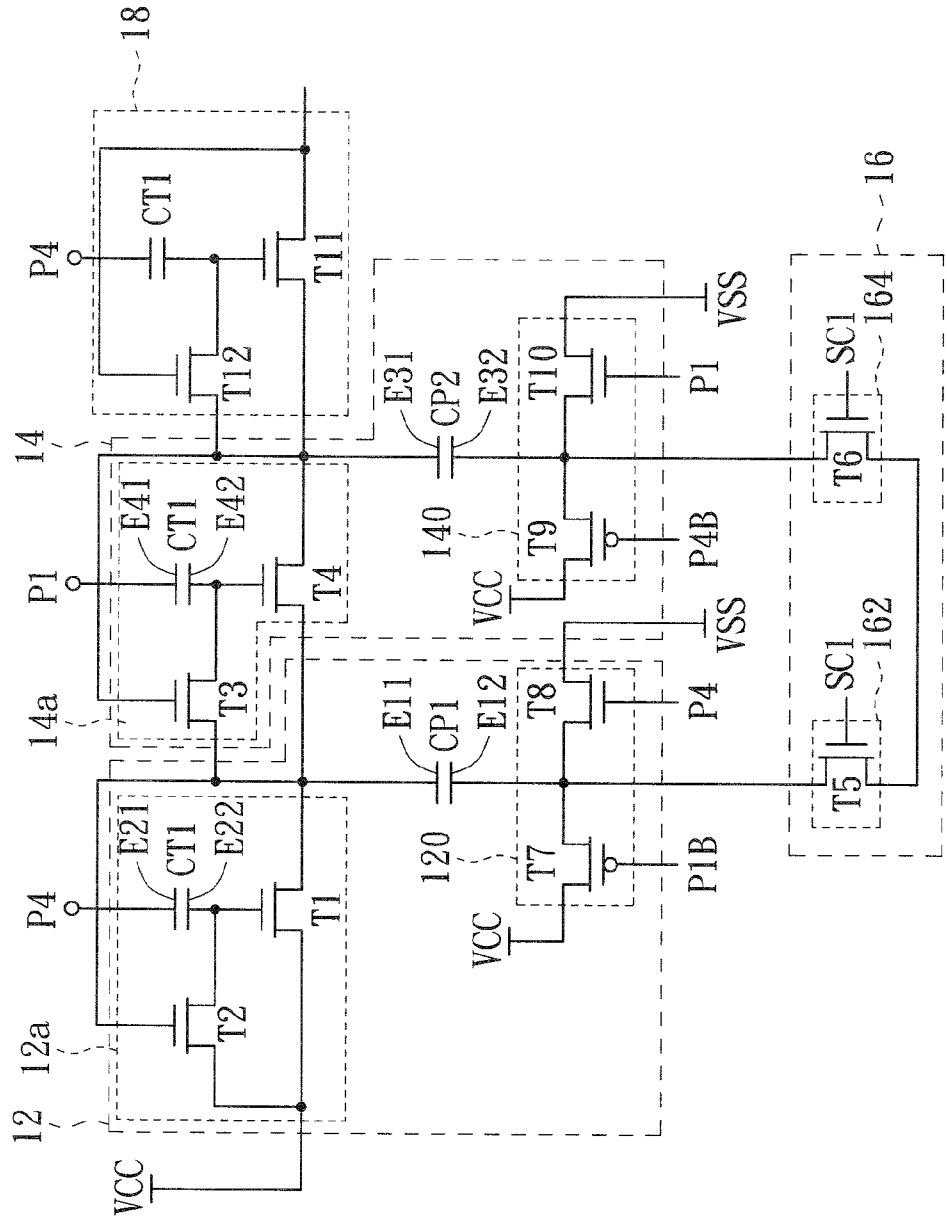 18
P4
CT1
T12
T11
14
E41
P1
CT1
E42
14a
T3
T4
E31
CP2
E32
140
VCC
T9
T10
VSS
P4B
P1
12
12a
E21
P4
CT1
E22
T2
T1
VCC
E11
CP1
E12
120
VCC
T7
T8
VSS
P1B
P4
16
164
SC1
T6
162
SC1
T5